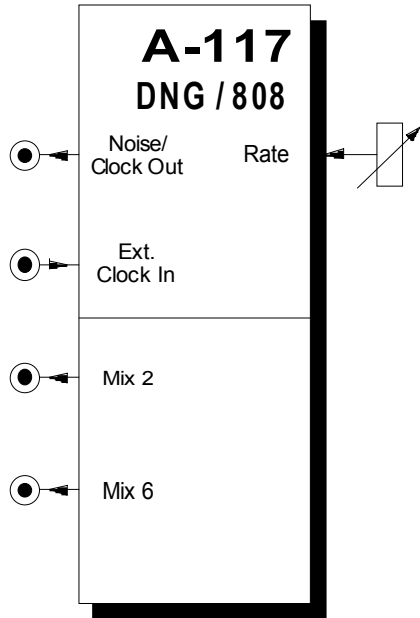 A-117
DNG / 808
Noise/
Clock Out
Rate
Ext.
Clock In
Mix 2
Mix 6